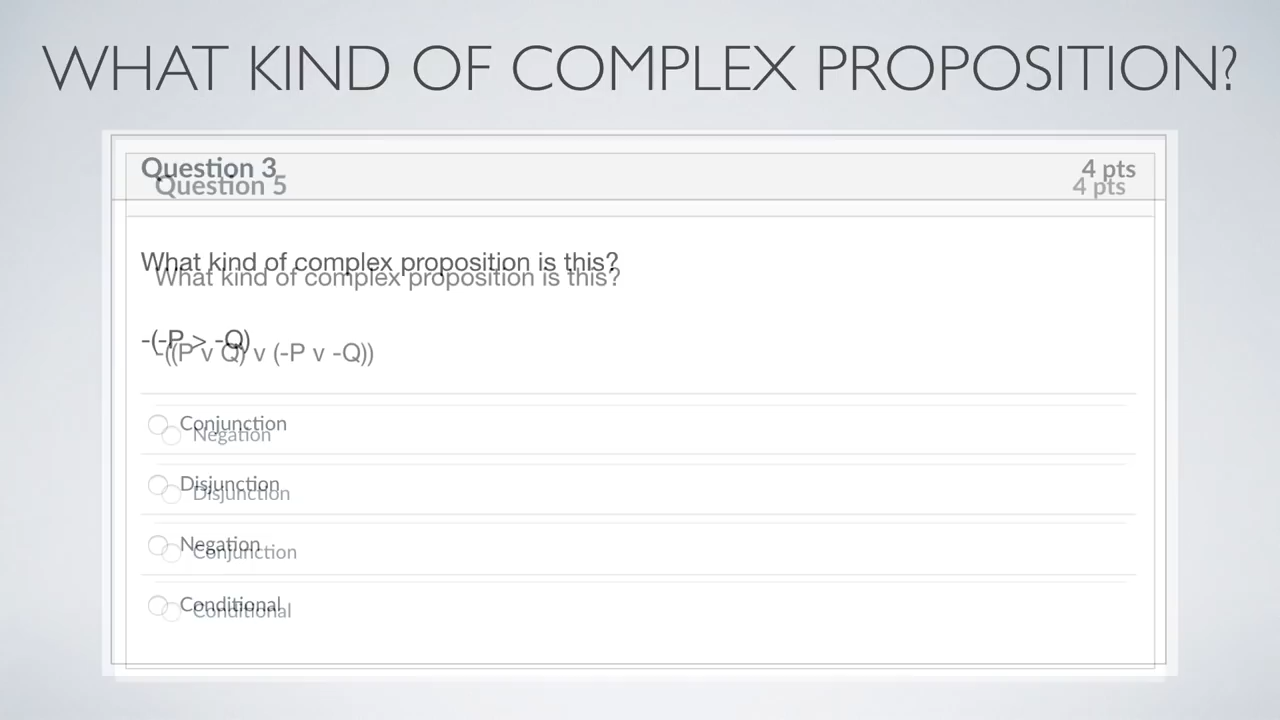 WHAT KIND OF COMPLEX PROPOSITION?
Question 3
4 pts
Question 5
4 pts
What kind of complex proposition is this?
What kind of complex proposition is this?
-(-P > -Q)
-((P v Q) v (-P v -Q))
Conjunction
Negation
Disjunction
Disjunction
Negation
Conjunction
Conditional
Conditional